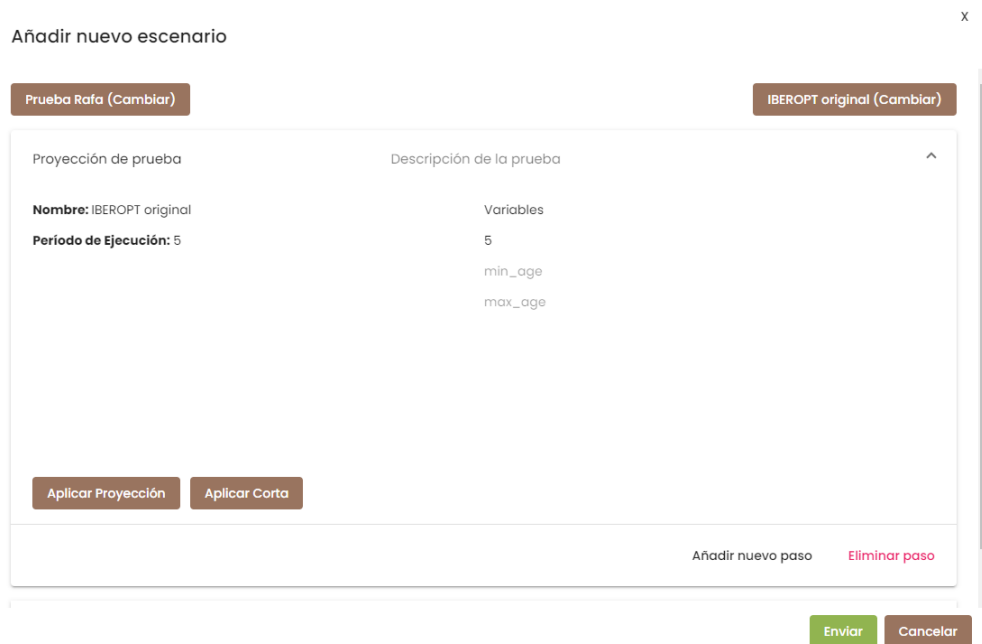 X
Añadir nuevo escenario
Prueba Rafa (Cambiar)
IBEROPT original (Cambiar)
Proyección de prueba
Descripción de la prueba
Nombre: IBEROPT original
Variables
Período de Ejecución: 5
5
min_age
max_age
Aplicar Proyección
Aplicar Corta
Añadir nuevo paso
Eliminar paso
Enviar
Cancelar